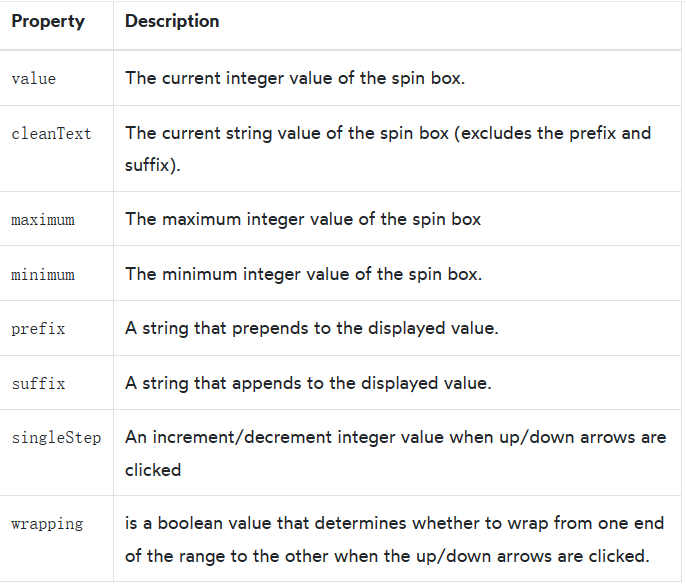 Property Description
value The current integer value of the spin box.
cleanText The current string value of the spin box (excludes the prefix and
suffix).
maximum The maximum integer value of the spin box
minimum The minimum integer value of the spin box.
prefix A string that prepends to the displayed value.
suffix A string that appends to the displayed value.
singleStep An increment/decrement integer value when up/down arrows are
clicked
wrapping is a boolean value that determines whether to wrap from one end
of the range to the other when the up/down arrows are clicked.